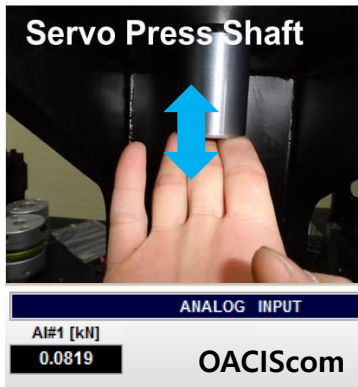 Servo Press Shaft
ANALOG INPUT
AI#1 [kN]
0.0819
OACIScom